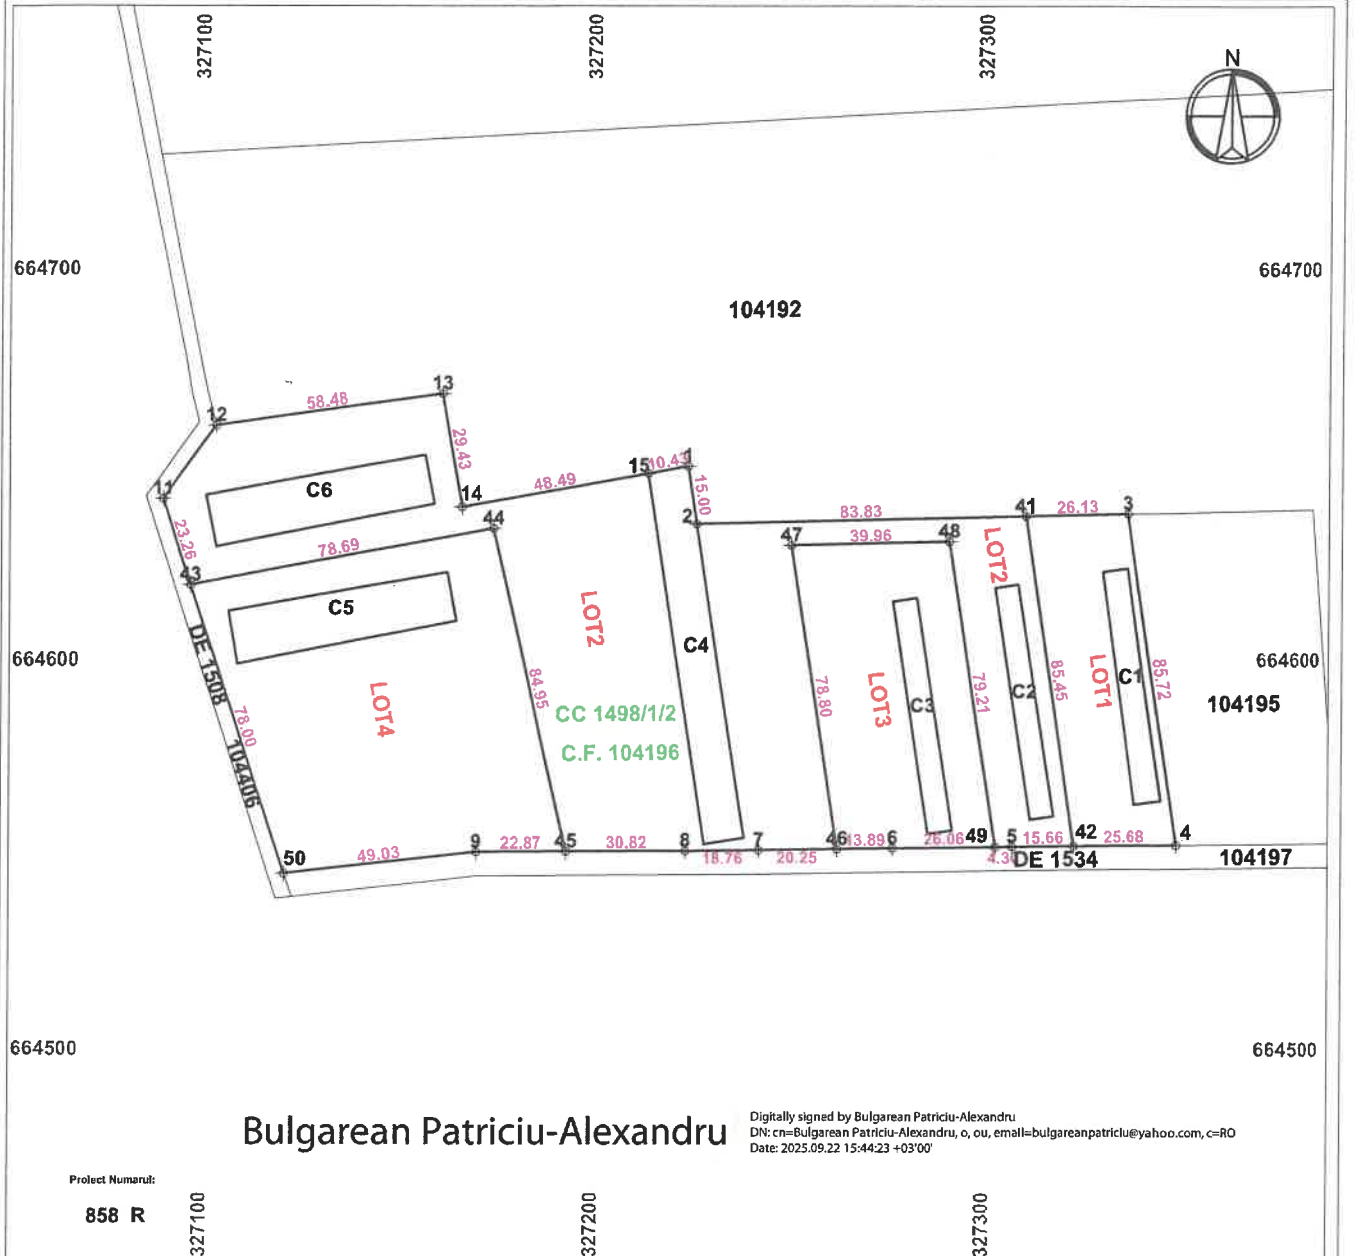 327100
327200
327300
N
664700
664700
104192
13
58.48
12
29.43
1
15
10.43
48.49
C6
11
14
15.00
44
2
83.83
41
26.13
3
23.26
78.69
47
39.96
48
LOT2
43
C5
LOT2
C4
664600
664600
DE 1508
84.95
78.80
LOT3
C3
79.21
C2
85.45
LOT1
C1
85.72
104195
LOT4
78.00
CC 1498/1/2
C.F. 104196
104406
50
49.03
9
22.87
45
30.82
8
18.76
7
20.25
46
13.89
6
26.06
49
5
15.66
42
25.68
4
DE 1534
104197
664500
664500
Bulgarean Patriciu-Alexandru
Digitally signed by Bulgarean Patriciu-Alexandru
DN: cn=Bulgarean Patriciu-Alexandru, o, ou, email=bulgareanpatriciu@yahoo.com, c=RO
Date: 2025.09.22 15:44:23 +03'00'
Proiect Numarul:
858 R
327100
327200
327300